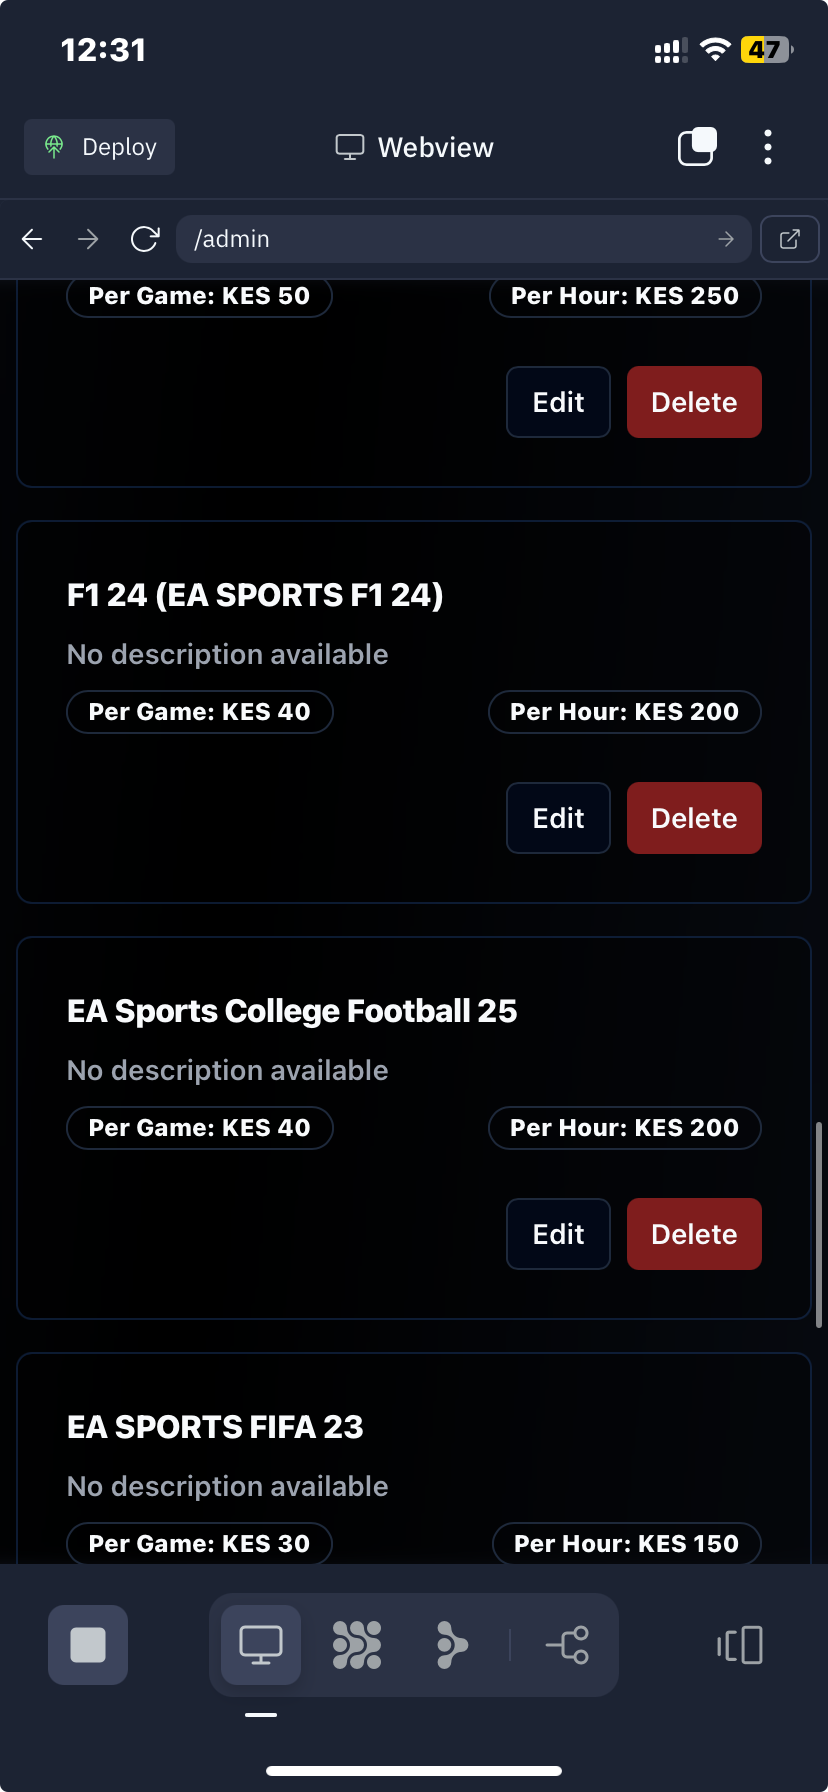 12:31
47
Deploy
Webview
/admin
Per Game: KES 50
Per Hour: KES 250
Edit
Delete
F1 24 (EA SPORTS F1 24)
No description available
Per Game: KES 40
Per Hour: KES 200
Edit
Delete
EA Sports College Football 25
No description available
Per Game: KES 40
Per Hour: KES 200
Edit
Delete
EA SPORTS FIFA 23
No description available
Per Game: KES 30
Per Hour: KES 150